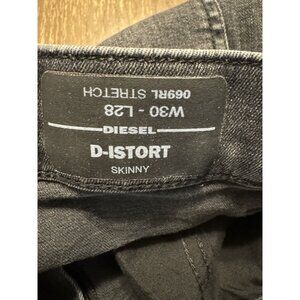 069RL STRETCH
W30 - L28
DIESEL
D-ISTORT
SKINNY